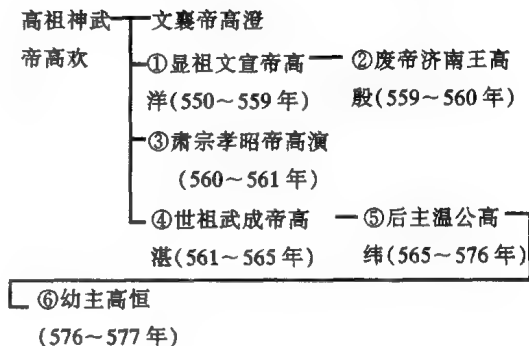 高祖神武 文襄帝高澄
帝高欢 ①显祖文宣帝高 ②废帝济南王高
洋(550～559年) 殷(559～560年)
③肃宗孝昭帝高演
(560～561年)
④世祖武成帝高 ⑤后主温公高
湛(561～565年) 纬(565～576年)
⑥幼主高恒
(576～577年)